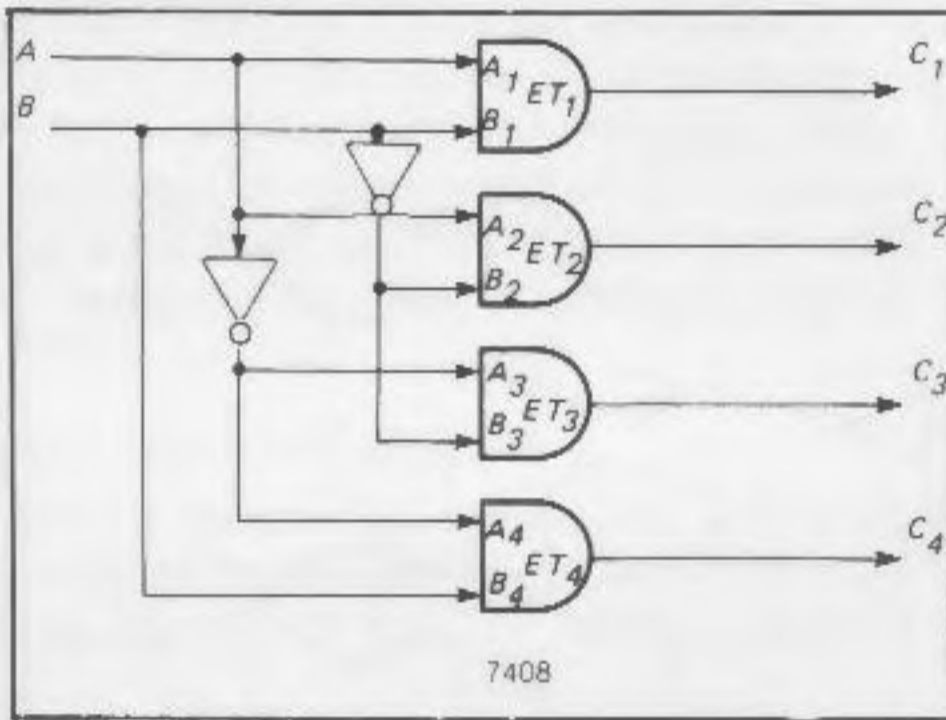 A
B
A1 ET1
B1
C1
A2 ET2
B2
C2
A3 ET3
B3
C3
A4 ET4
B4
C4
7408